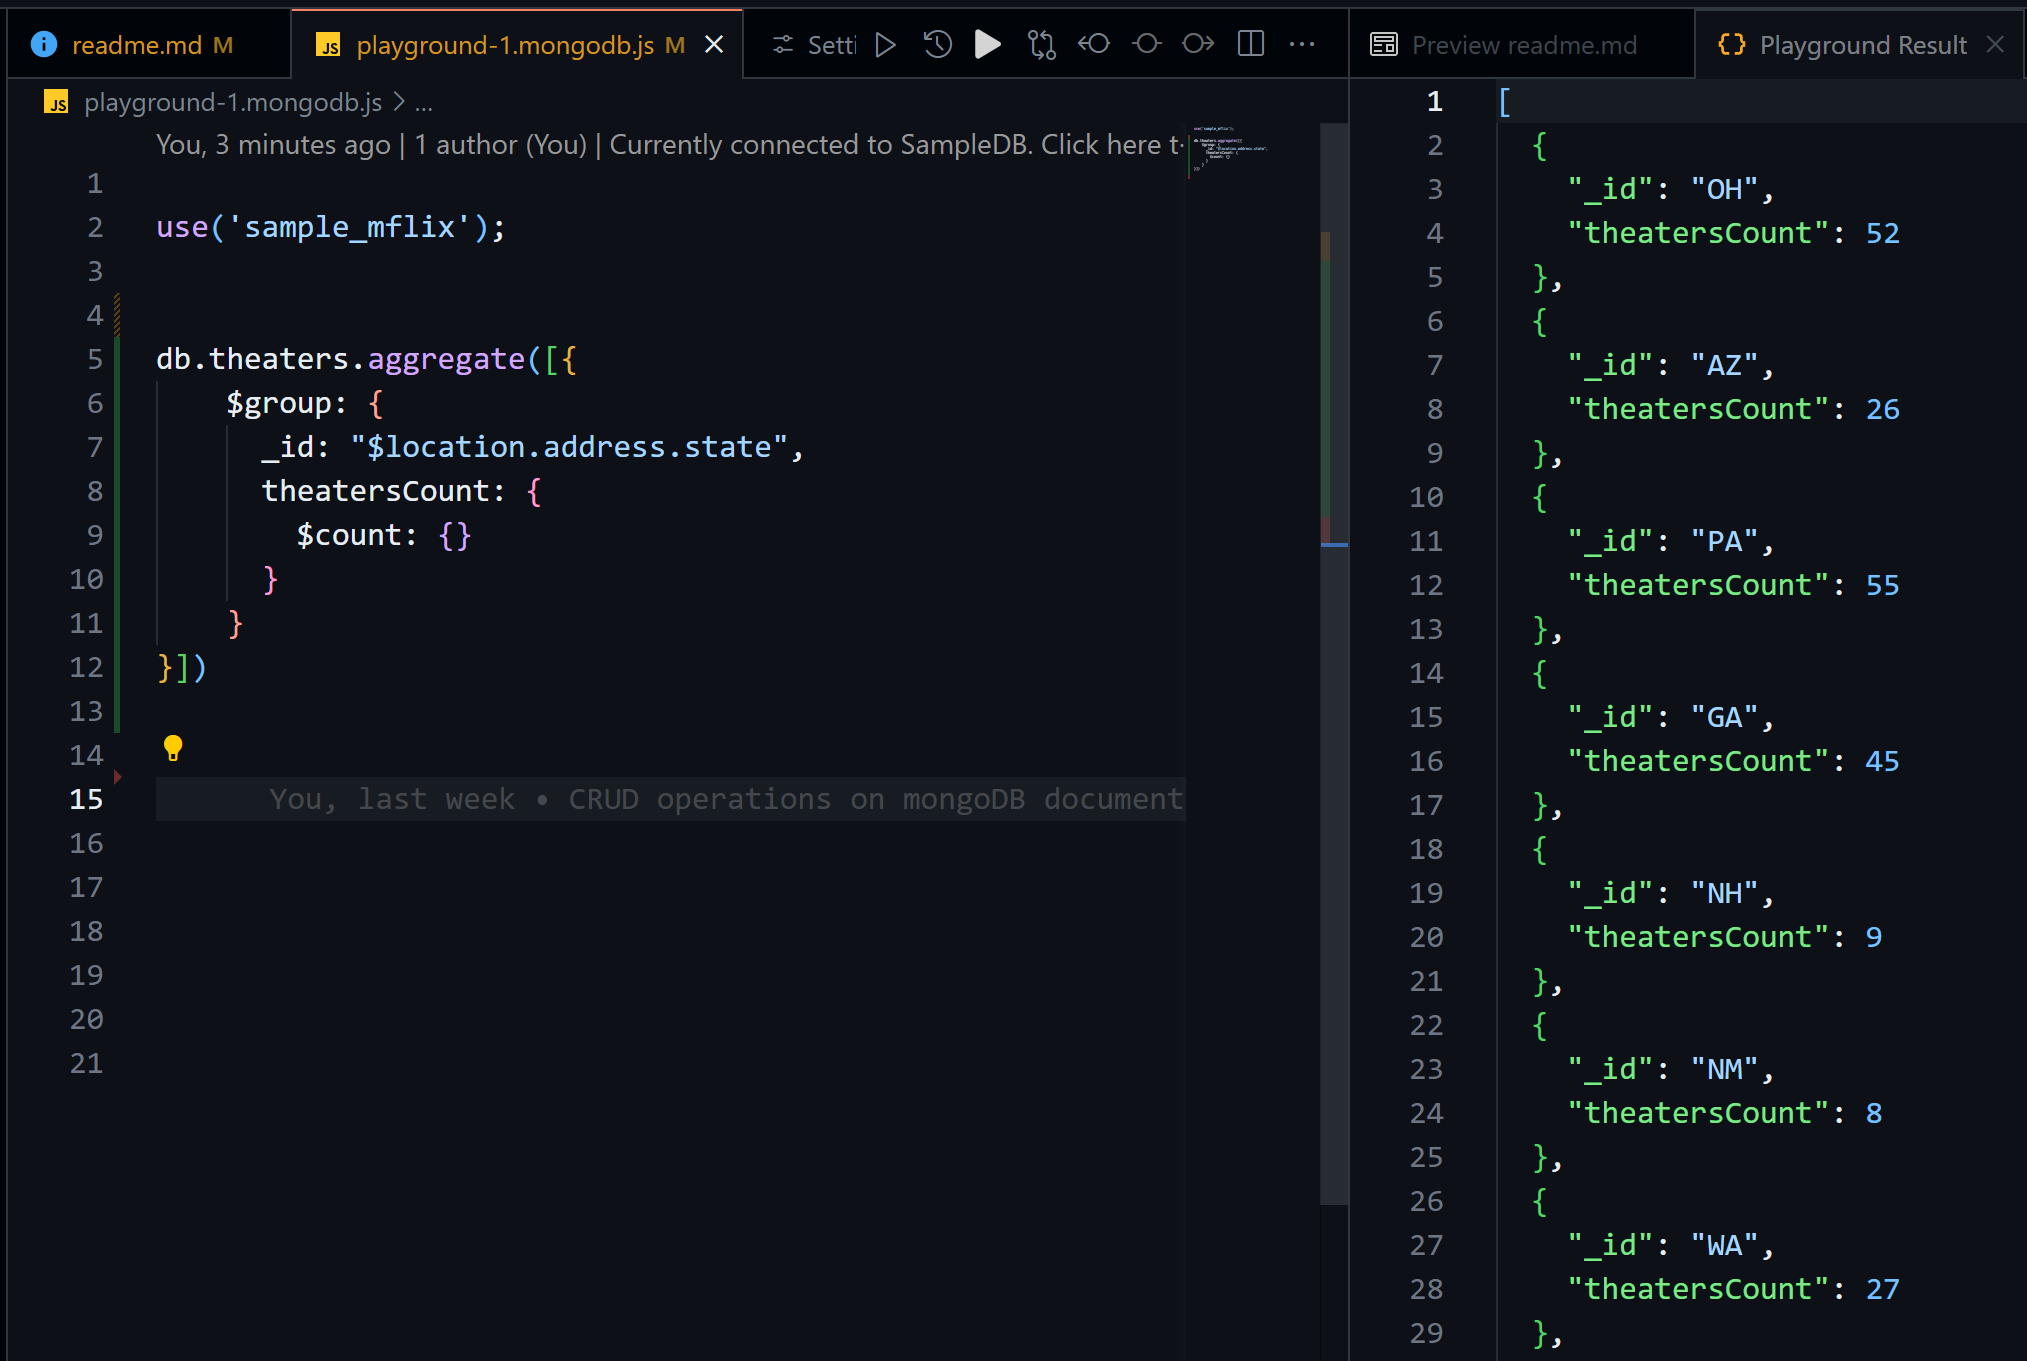 readme.md M
playground-1.mongodb.js M
Setti
Preview readme.md
Playground Result
playground-1.mongodb.js > ...
You, 3 minutes ago | 1 author (You) | Currently connected to SampleDB. Click here t
1
2 use('sample_mflix');
3
4
5 db.theaters.aggregate([{
6 $group: {
7 _id: "$location.address.state",
8 theatersCount: {
9 $count: {}
10 }
11 }
12 }])
13
14
15 You, last week • CRUD operations on mongoDB document
16
17
18
19
20
21
1 [
2 {
3 "_id": "OH",
4 "theatersCount": 52
5 },
6 {
7 "_id": "AZ",
8 "theatersCount": 26
9 },
10 {
11 "_id": "PA",
12 "theatersCount": 55
13 },
14 {
15 "_id": "GA",
16 "theatersCount": 45
17 },
18 {
19 "_id": "NH",
20 "theatersCount": 9
21 },
22 {
23 "_id": "NM",
24 "theatersCount": 8
25 },
26 {
27 "_id": "WA",
28 "theatersCount": 27
29 },